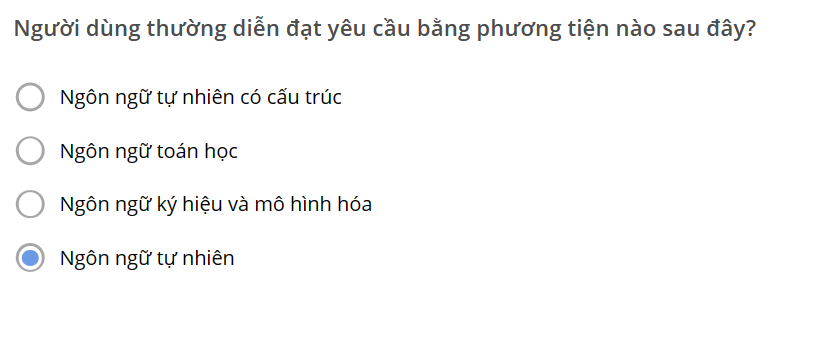 Người dùng thường diễn đạt yêu cầu bằng phương tiện nào sau đây?
Ngôn ngữ tự nhiên có cấu trúc
Ngôn ngữ toán học
Ngôn ngữ ký hiệu và mô hình hóa
Ngôn ngữ tự nhiên